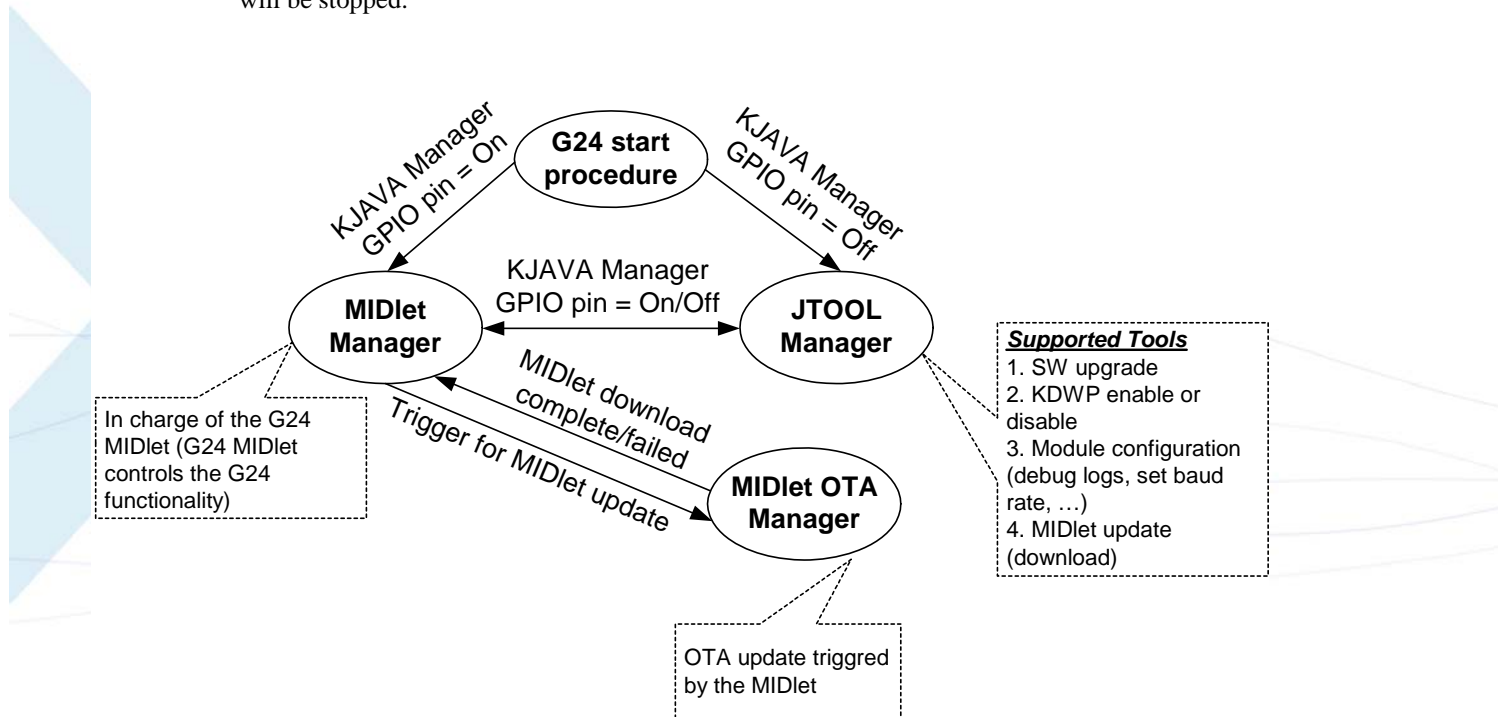 will be stopped.
KJAVA Manager
GPIO pin = On
G24 start
procedure
KJAVA Manager
GPIO pin = Off
KJAVA Manager
GPIO pin = On/Off
MIDlet
Manager
JTOOL
Manager
Supported Tools
1. SW upgrade
2. KDWP enable or
disable
3. Module configuration
(debug logs, set baud
rate, …)
4. MIDlet update
(download)
In charge of the G24
MIDlet (G24 MIDlet
controls the G24
functionality)
MIDlet download
complete/failed
Trigger for MIDlet update
MIDlet OTA
Manager
OTA update triggred
by the MIDlet